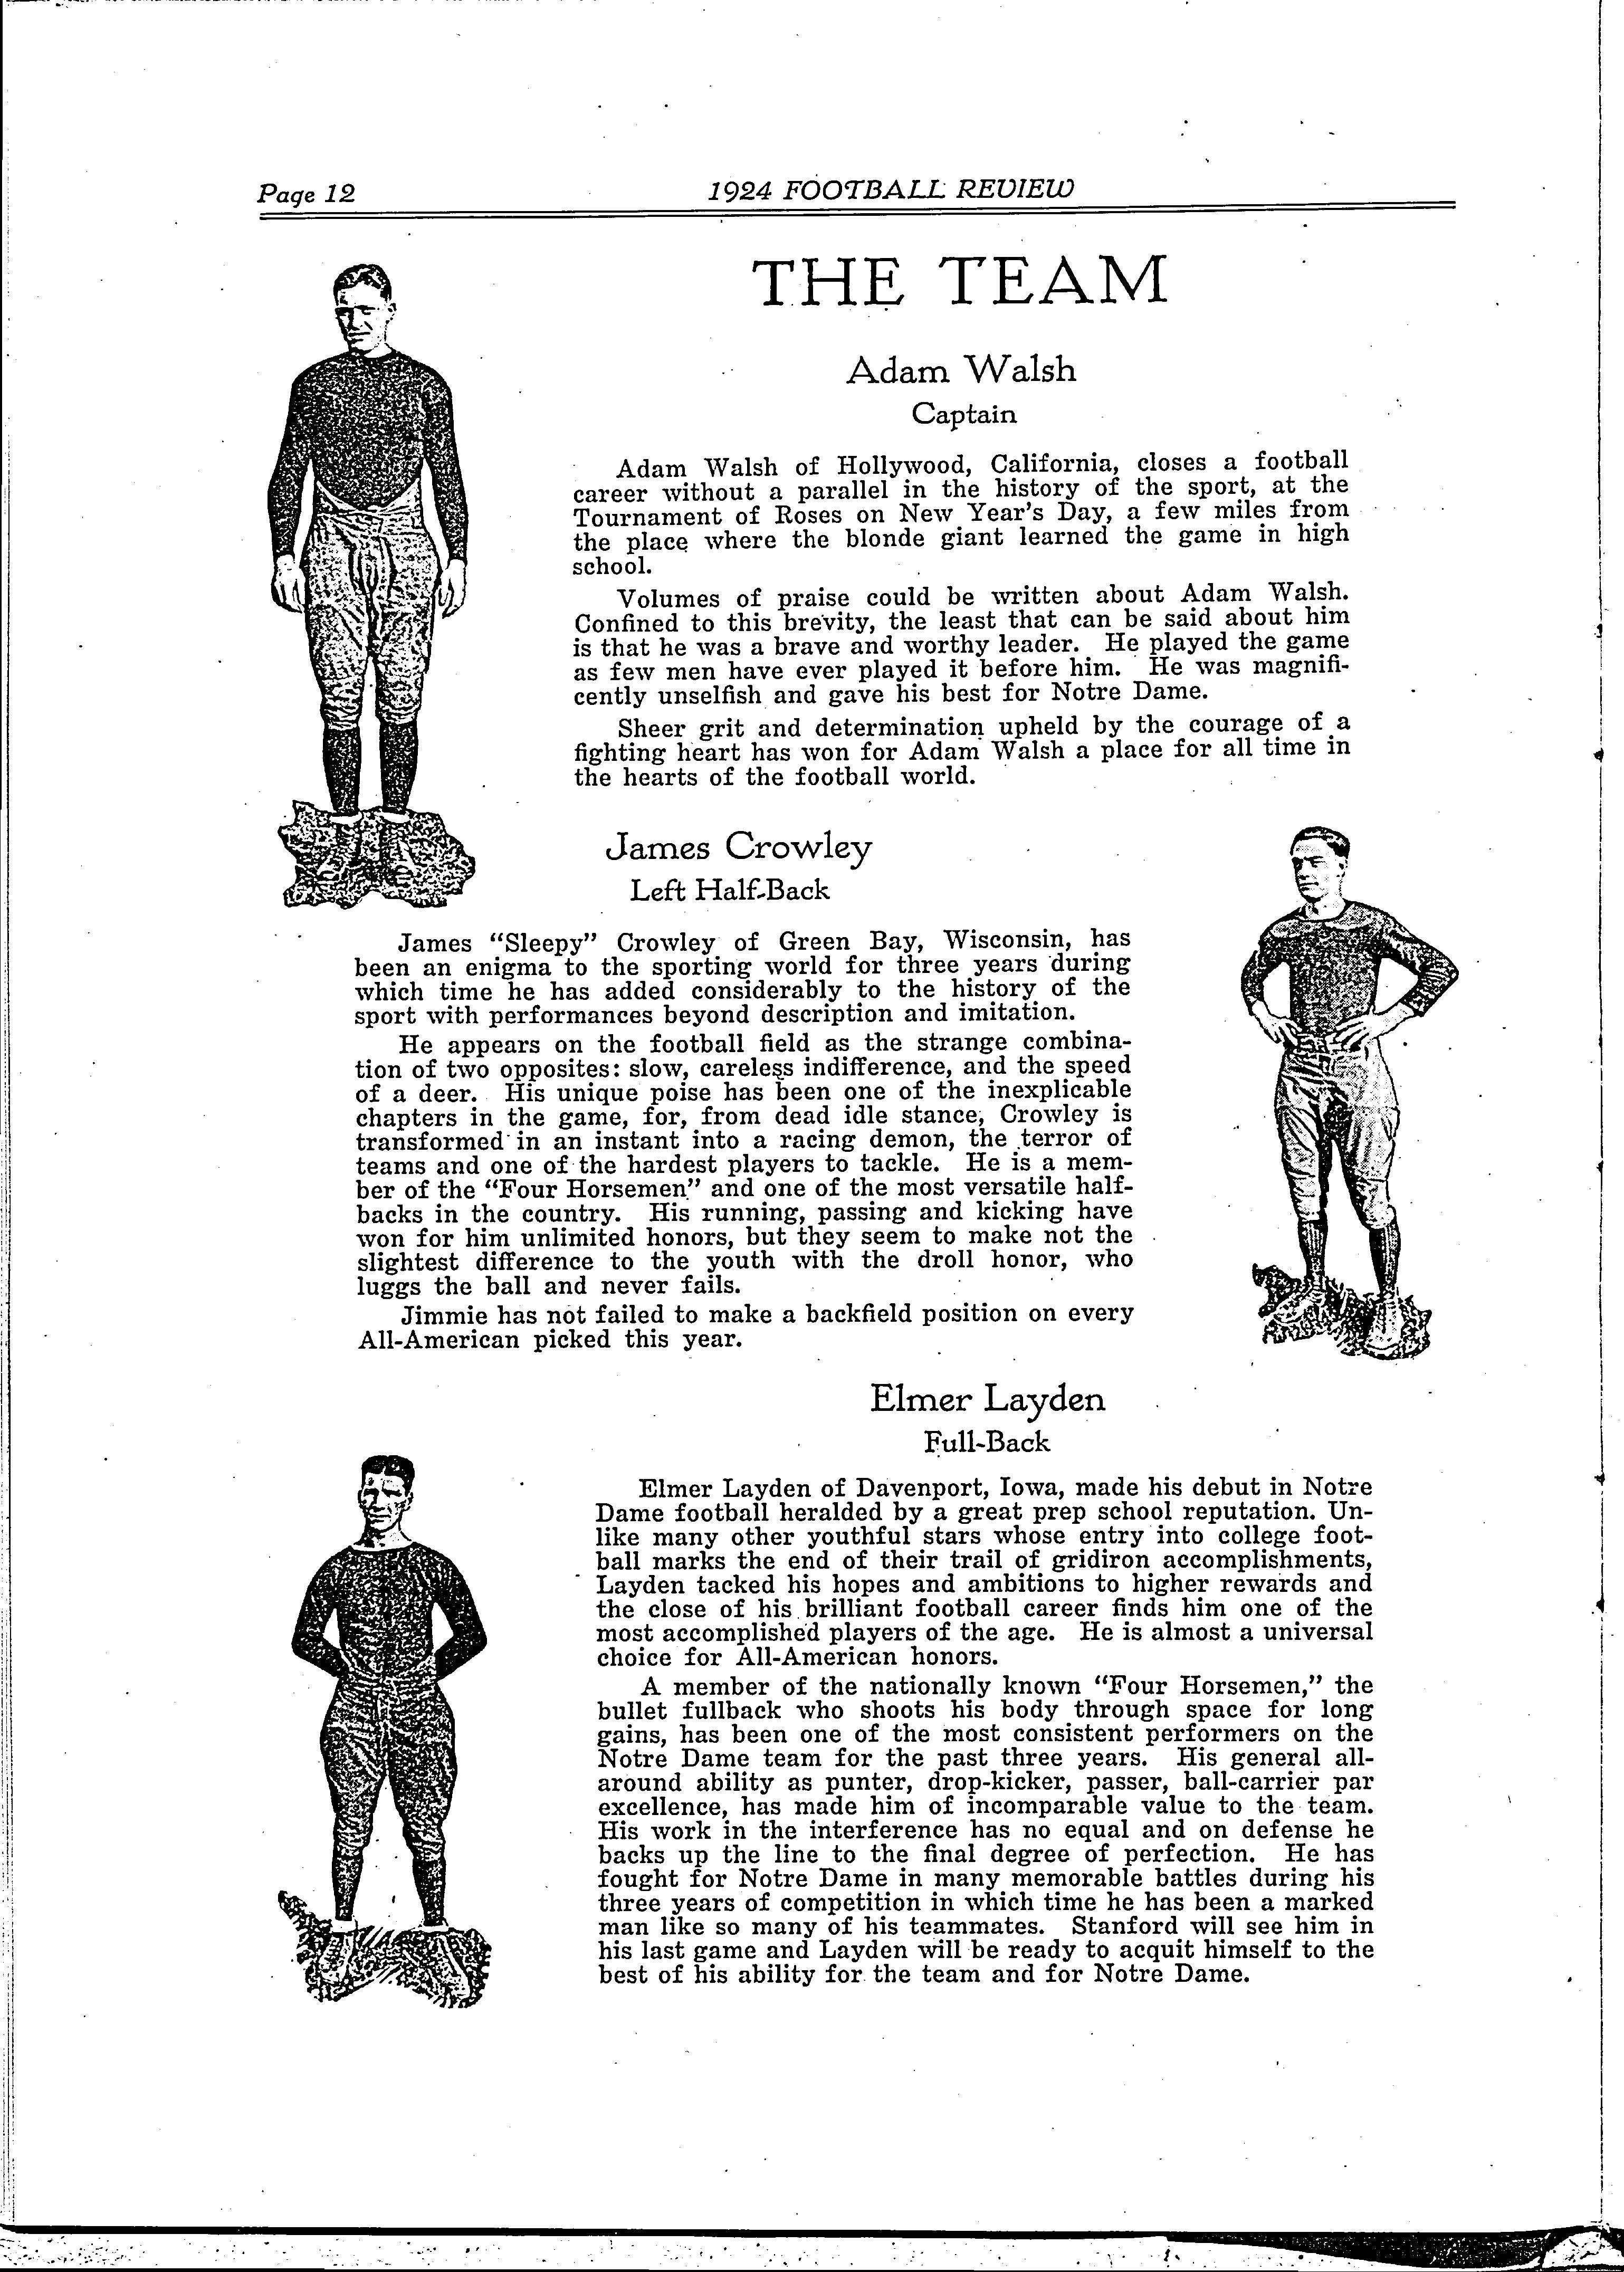 Page 12
1924 FOOTBALL REVIEW
THE TEAM
Adam Walsh
Captain
Adam Walsh of Hollywood, California, closes a football
career without a parallel in the history of the sport, at the
Tournament of Roses on New Year's Day, a few miles from
the place where the blonde giant learned the game in high
school.
Volumes of praise could be written about Adam Walsh.
Confined to this brevity, the least that can be said about him
is that he was a brave and worthy leader. He played the game
as few men have ever played it before him. He was magnifi-
cently unselfish and gave his best for Notre Dame.
Sheer grit and determination upheld by the courage of a
fighting heart has won for Adam Walsh a place for all time in
the hearts of the football world.
James Crowley
Left Half-Back
James "Sleepy" Crowley of Green Bay, Wisconsin, has
been an enigma to the sporting world for three years during
which time he has added considerably to the history of the
sport with performances beyond description and imitation.
He appears on the football field as the strange combina-
tion of two opposites: slow, careless indifference, and the speed
of a deer. His unique poise has been one of the inexplicable
chapters in the game, for, from dead idle stance, Crowley is
transformed in an instant into a racing demon, the terror of
teams and one of the hardest players to tackle. He is a mem-
ber of the "Four Horsemen" and one of the most versatile half-
backs in the country. His running, passing and kicking have
won for him unlimited honors, but they seem to make not the
slightest difference to the youth with the droll honor, who
luggs the ball and never fails.
Jimmie has not failed to make a backfield position on every
All-American picked this year.
Elmer Layden
Full-Back
Elmer Layden of Davenport, Iowa, made his debut in Notre
Dame football heralded by a great prep school reputation. Un-
like many other youthful stars whose entry into college foot-
ball marks the end of their trail of gridiron accomplishments,
Layden tacked his hopes and ambitions to higher rewards and
the close of his brilliant football career finds him one of the
most accomplished players of the age. He is almost a universal
choice for All-American honors.
A member of the nationally known "Four Horsemen," the
bullet fullback who shoots his body through space for long
gains, has been one of the most consistent performers on the
Notre Dame team for the past three years. His general all-
around ability as punter, drop-kicker, passer, ball-carrier par
excellence, has made him of incomparable value to the team.
His work in the interference has no equal and on defense he
backs up the line to the final degree of perfection. He has
fought for Notre Dame in many memorable battles during his
three years of competition in which time he has been a marked
man like so many of his teammates. Stanford will see him in
his last game and Layden will be ready to acquit himself to the
best of his ability for the team and for Notre Dame.